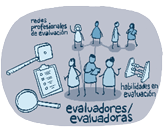 redes
profesionales
de evaluación
habilidades en
evaluación
evaluadores/
evaluadoras